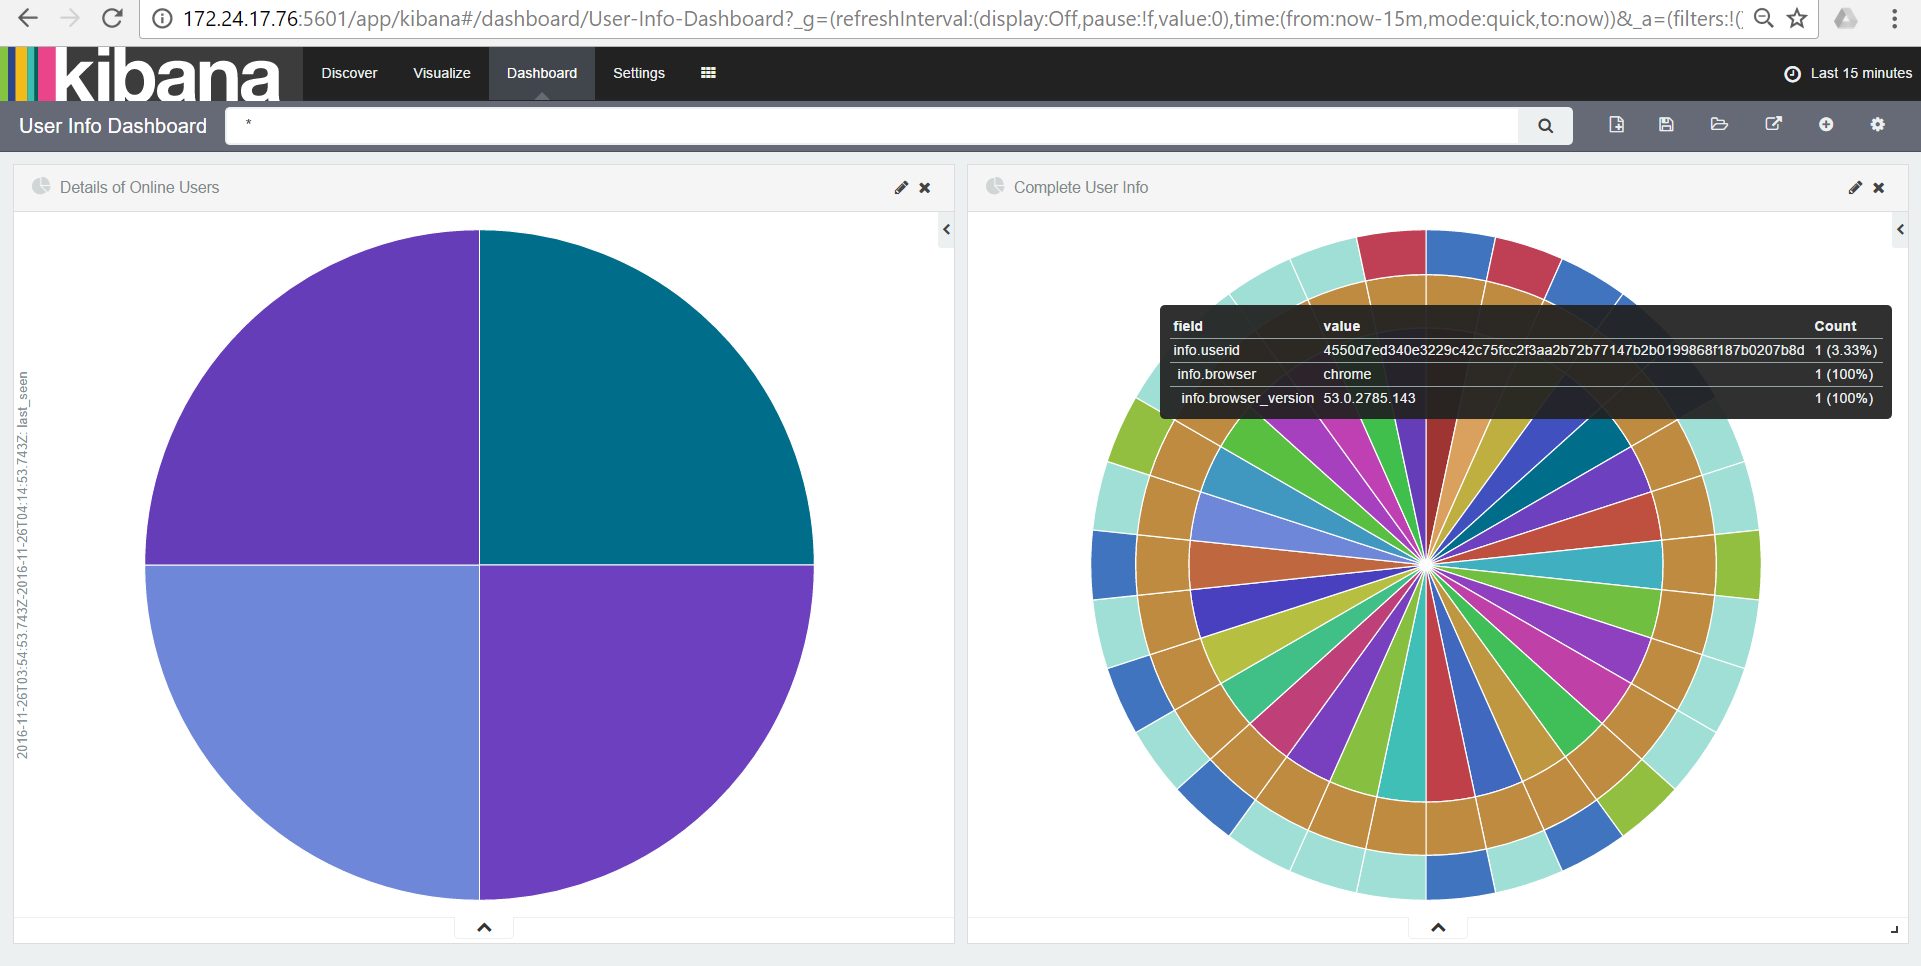 172.24.17.76:5601/app/kibana#/dashboard/User-Info-Dashboard?_g=(refreshInterval:(display:Off,pause:!f,value:0),time:(from:now-15m,mode:quick,to:now))&_a=(filters:!()
kibana
Discover Visualize Dashboard Settings
Last 15 minutes
User Info Dashboard
*
Details of Online Users
Complete User Info
2016-11-26T03:54:53.743Z-2016-11-26T04:14:53.743Z: last_seen
field value Count
info.userid 4550d7ed340e3229c42c75fcc2f3aa2b72b77147b2b0199868f187b0207b8d 1 (3.33%)
info.browser chrome 1 (100%)
info.browser_version 53.0.2785.143 1 (100%)